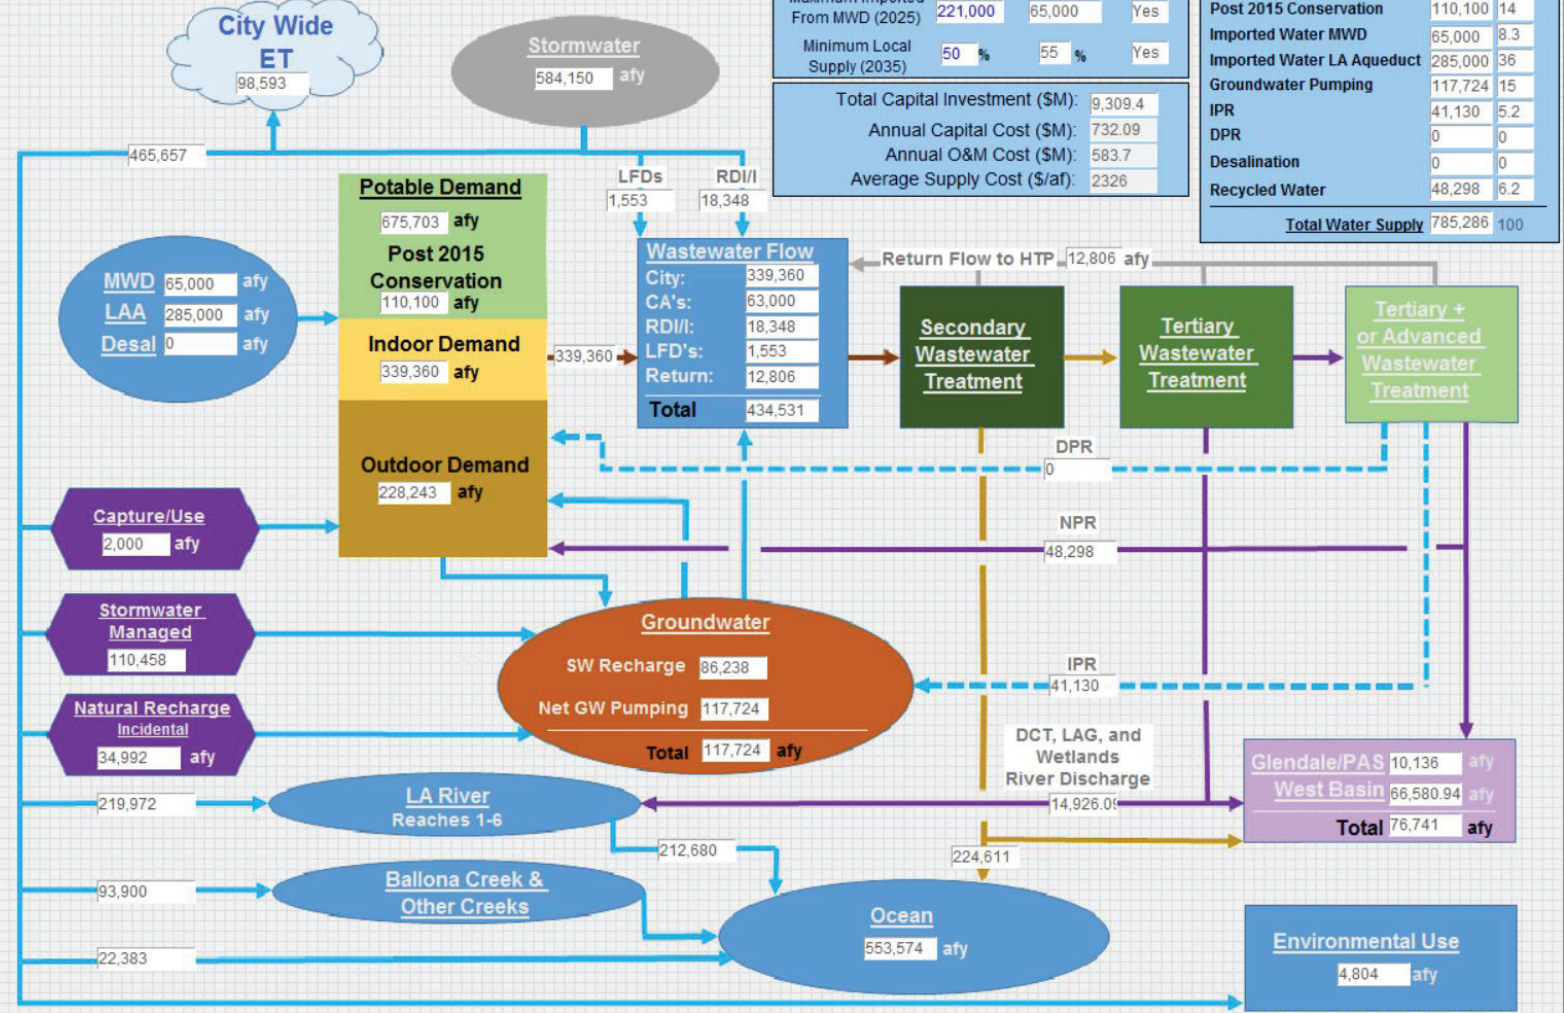 City Wide
ET
98,593
Stormwater
584,150 afy
From MWD (2025) 221,000 65,000 Yes
Minimum Local
Supply (2035) 50 % 55 % Yes
Total Capital Investment ($M): 9,309.4
Annual Capital Cost ($M): 732.09
Annual O&M Cost ($M): 583.7
Average Supply Cost ($/af): 2326
Post 2015 Conservation 110,100 14
Imported Water MWD 65,000 8.3
Imported Water LA Aqueduct 285,000 36
Groundwater Pumping 117,724 15
IPR 41,130 5.2
DPR 0 0
Desalination 0 0
Recycled Water 48,298 6.2
Total Water Supply 785,286 100
465,657
LFDs
1,553
RDI/I
18,348
Potable Demand
675,703 afy
Post 2015
Conservation
110,100 afy
Indoor Demand
339,360 afy
Outdoor Demand
228,243 afy
MWD 65,000 afy
LAA 285,000 afy
Desal 0 afy
339,360
Wastewater Flow
City: 339,360
CA's: 63,000
RDI/I: 18,348
LFD's: 1,553
Return: 12,806
Total 434,531
Return Flow to HTP 12,806 afy
Secondary
Wastewater
Treatment
Tertiary
Wastewater
Treatment
Tertiary +
or Advanced
Wastewater
Treatment
DPR
0
NPR
48,298
IPR
41,130
Capture/Use
2,000 afy
Stormwater
Managed
110,458
Natural Recharge
Incidental
34,992 afy
Groundwater
SW Recharge 86,238
Net GW Pumping 117,724
Total 117,724 afy
DCT, LAG, and
Wetlands
River Discharge
14,926.09
Glendale/PAS 10,136 afy
West Basin 66,580.94 afy
Total 76,741 afy
219,972
LA River
Reaches 1-6
212,680
224,611
93,900
Ballona Creek &
Other Creeks
22,383
Ocean
553,574 afy
Environmental Use
4,804 afy